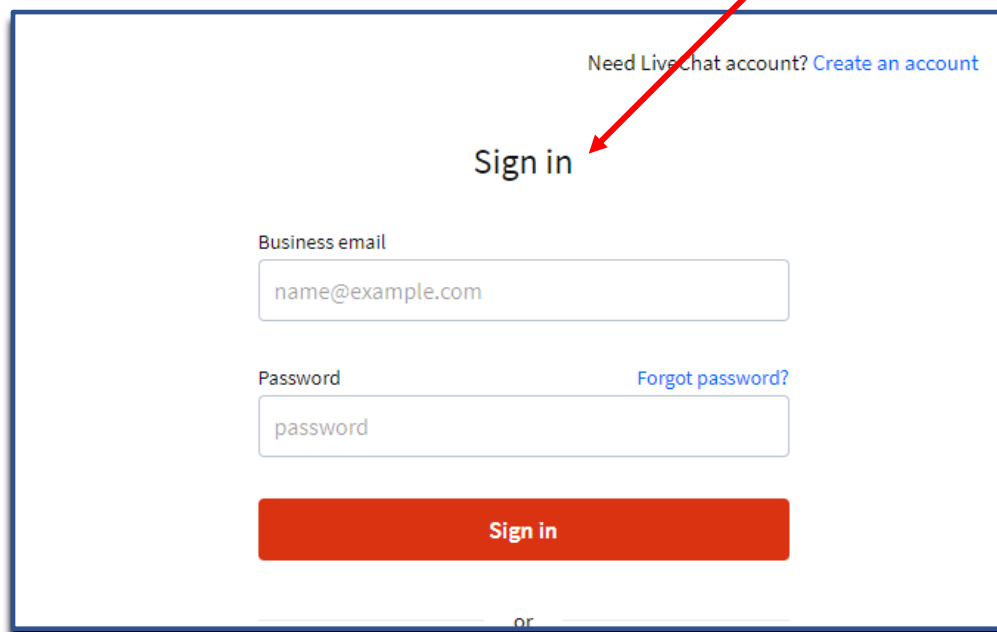 Need LiveChat account? Create an account
Sign in
Business email
name@example.com
Password Forgot password?
password
Sign in
or